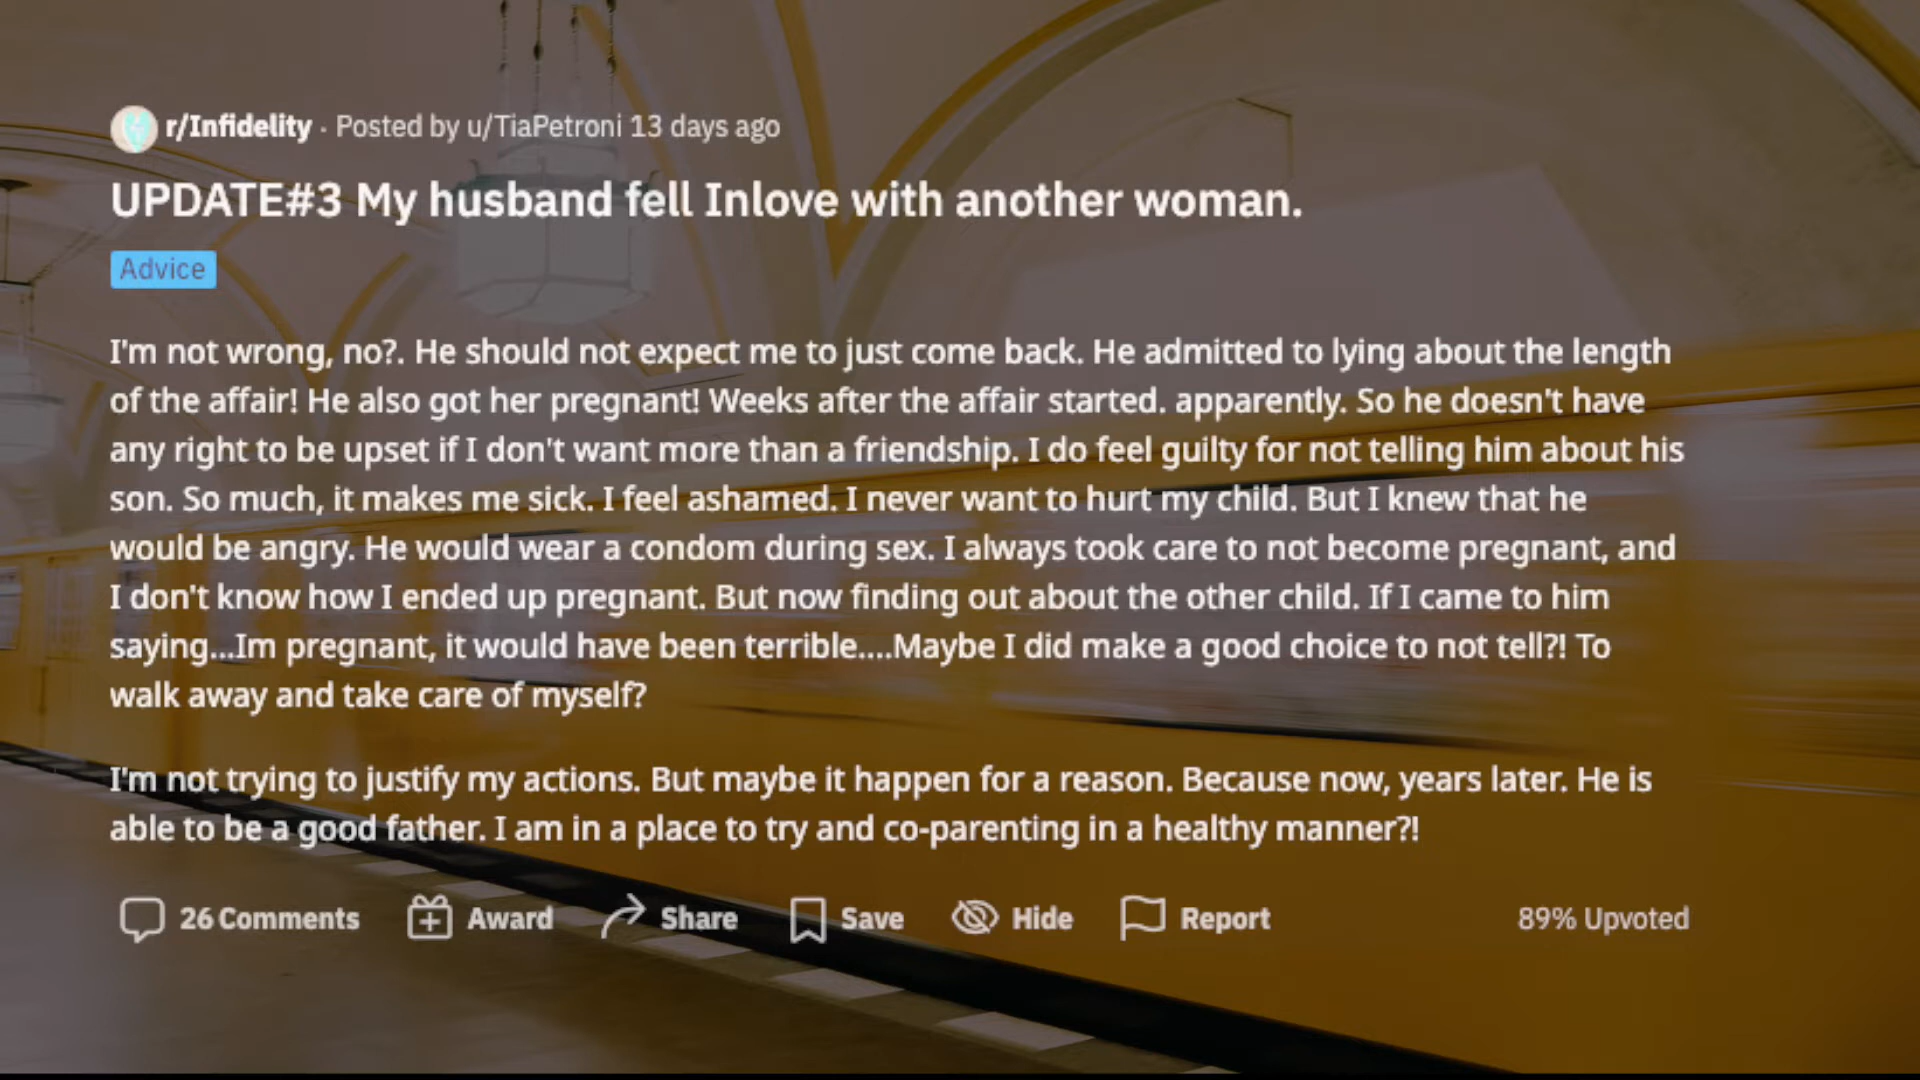 r/Infidelity · Posted by u/TiaPetroni 13 days ago
UPDATE#3 My husband fell Inlove with another woman.
Advice
I'm not wrong, no?. He should not expect me to just come back. He admitted to lying about the length
of the affair! He also got her pregnant! Weeks after the affair started. apparently. So he doesn't have
any right to be upset if I don't want more than a friendship. I do feel guilty for not telling him about his
son. So much, it makes me sick. I feel ashamed. I never want to hurt my child. But I knew that he
would be angry. He would wear a condom during sex. I always took care to not become pregnant, and
I don't know how I ended up pregnant. But now finding out about the other child. If I came to him
saying...Im pregnant, it would have been terrible....Maybe I did make a good choice to not tell?! To
walk away and take care of myself?
I'm not trying to justify my actions. But maybe it happen for a reason. Because now, years later. He is
able to be a good father. I am in a place to try and co-parenting in a healthy manner?!
26 Comments Award Share Save Hide Report 89% Upvoted